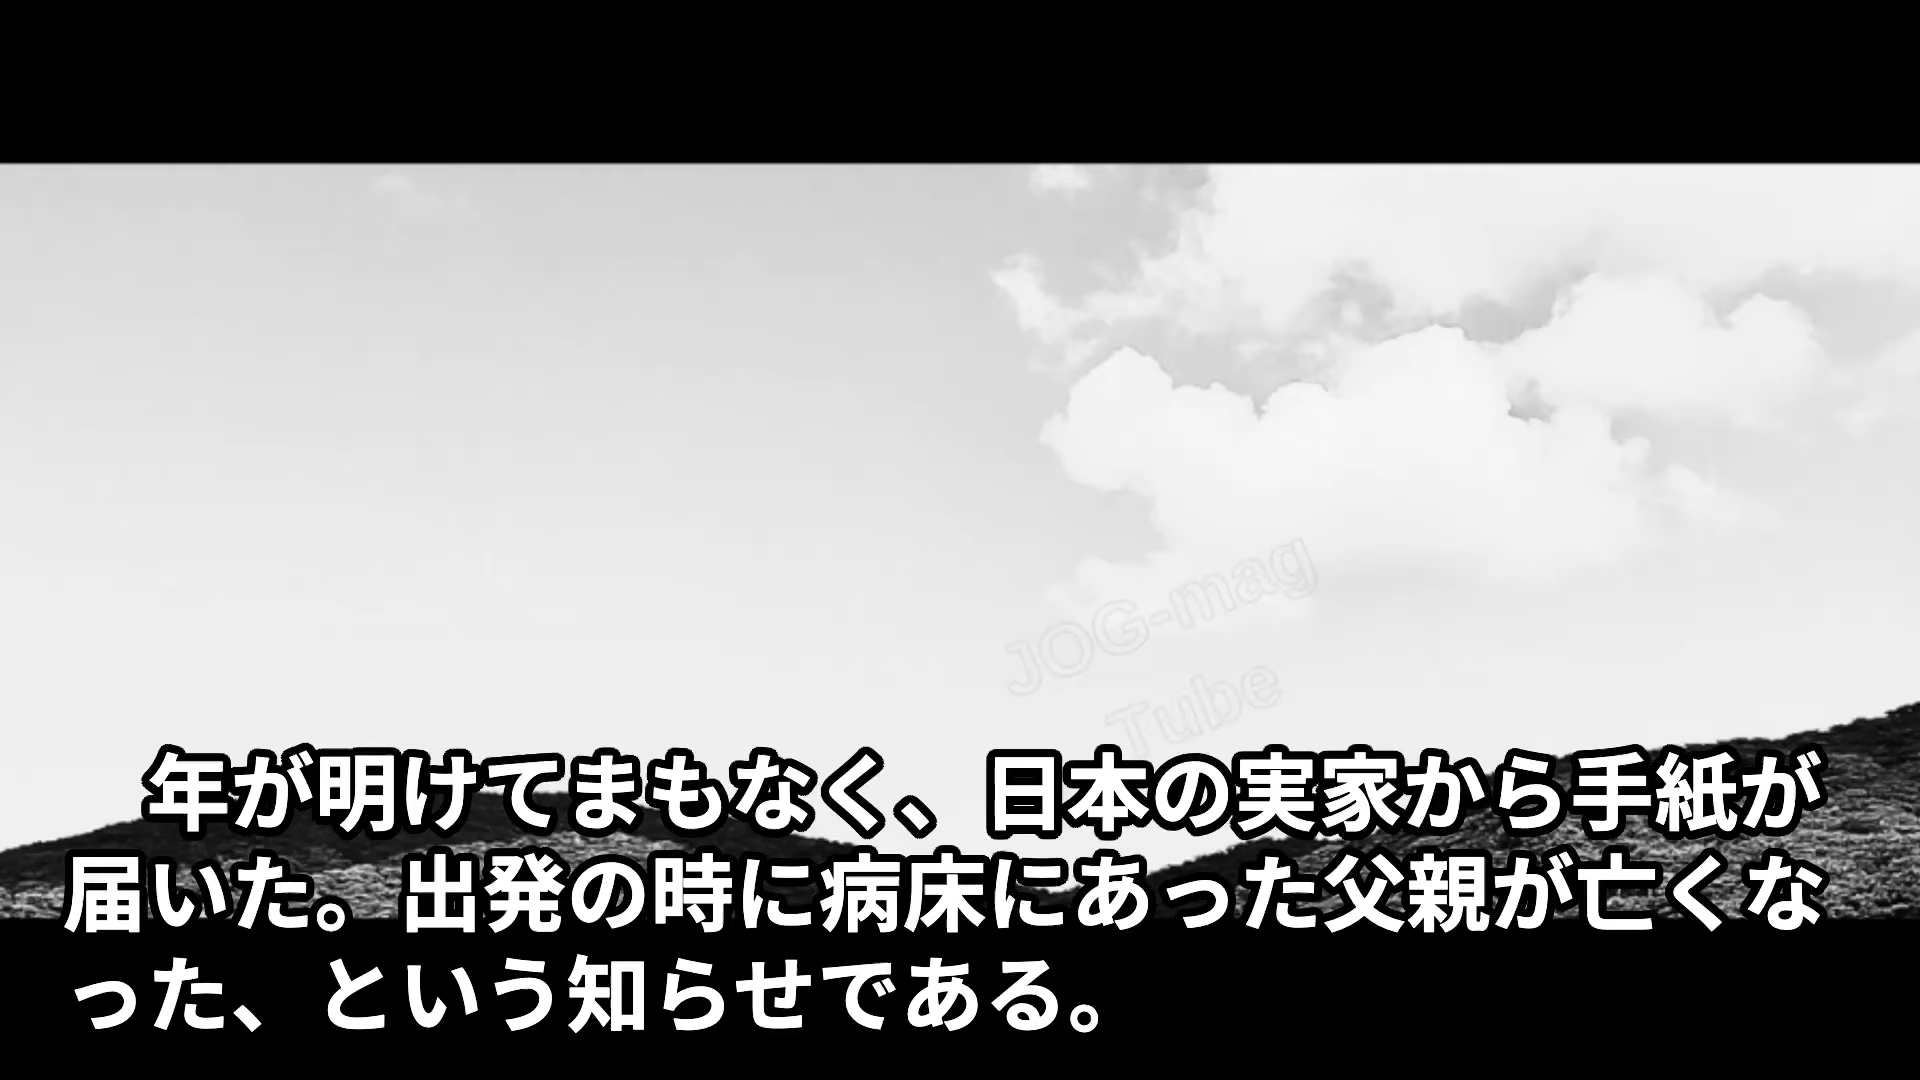 JOG-mag
Tube
年が明けてまもなく、日本の実家から手紙が
届いた。出発の時に病床にあった父親が亡くな
った、という知らせである。